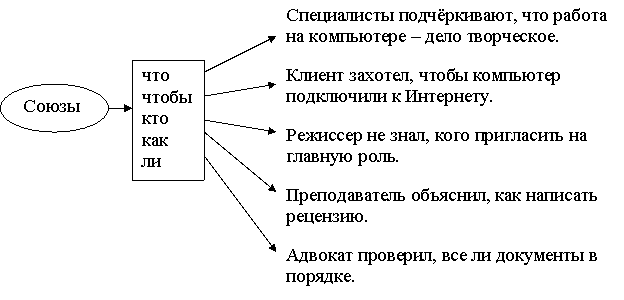 Союзы
что
чтобы
кто
как
ли
Специалисты подчёркивают, что работа
на компьютере – дело творческое.
Клиент захотел, чтобы компьютер
подключили к Интернету.
Режиссер не знал, кого пригласить на
главную роль.
Преподаватель объяснил, как написать
рецензию.
Адвокат проверил, все ли документы в
порядке.